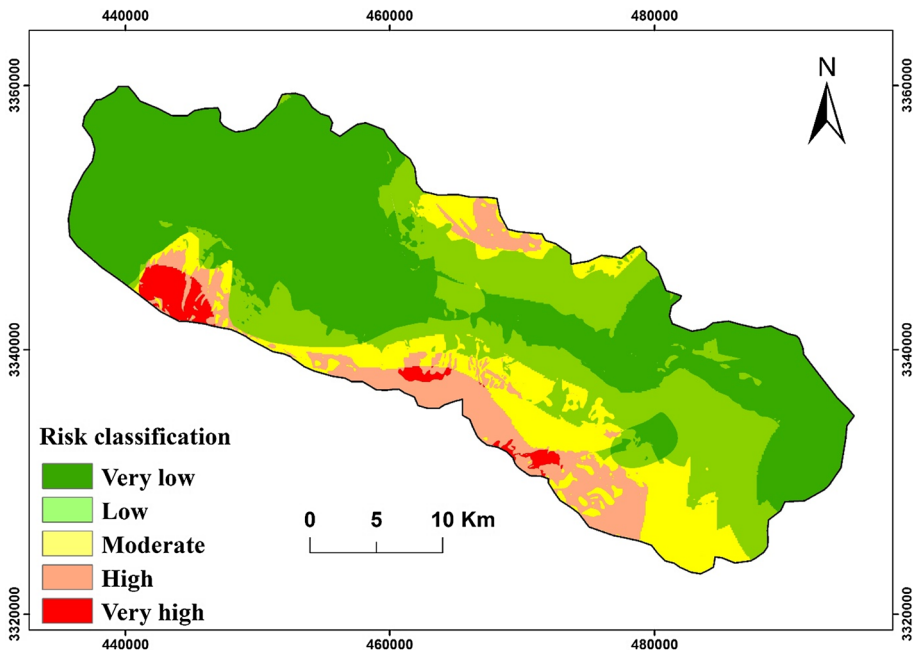 440000 460000 480000
3360000 3360000
N
3340000 3340000
Risk classification
Very low
Low
Moderate
High
Very high
0 5 10 Km
3320000 3320000
440000 460000 480000